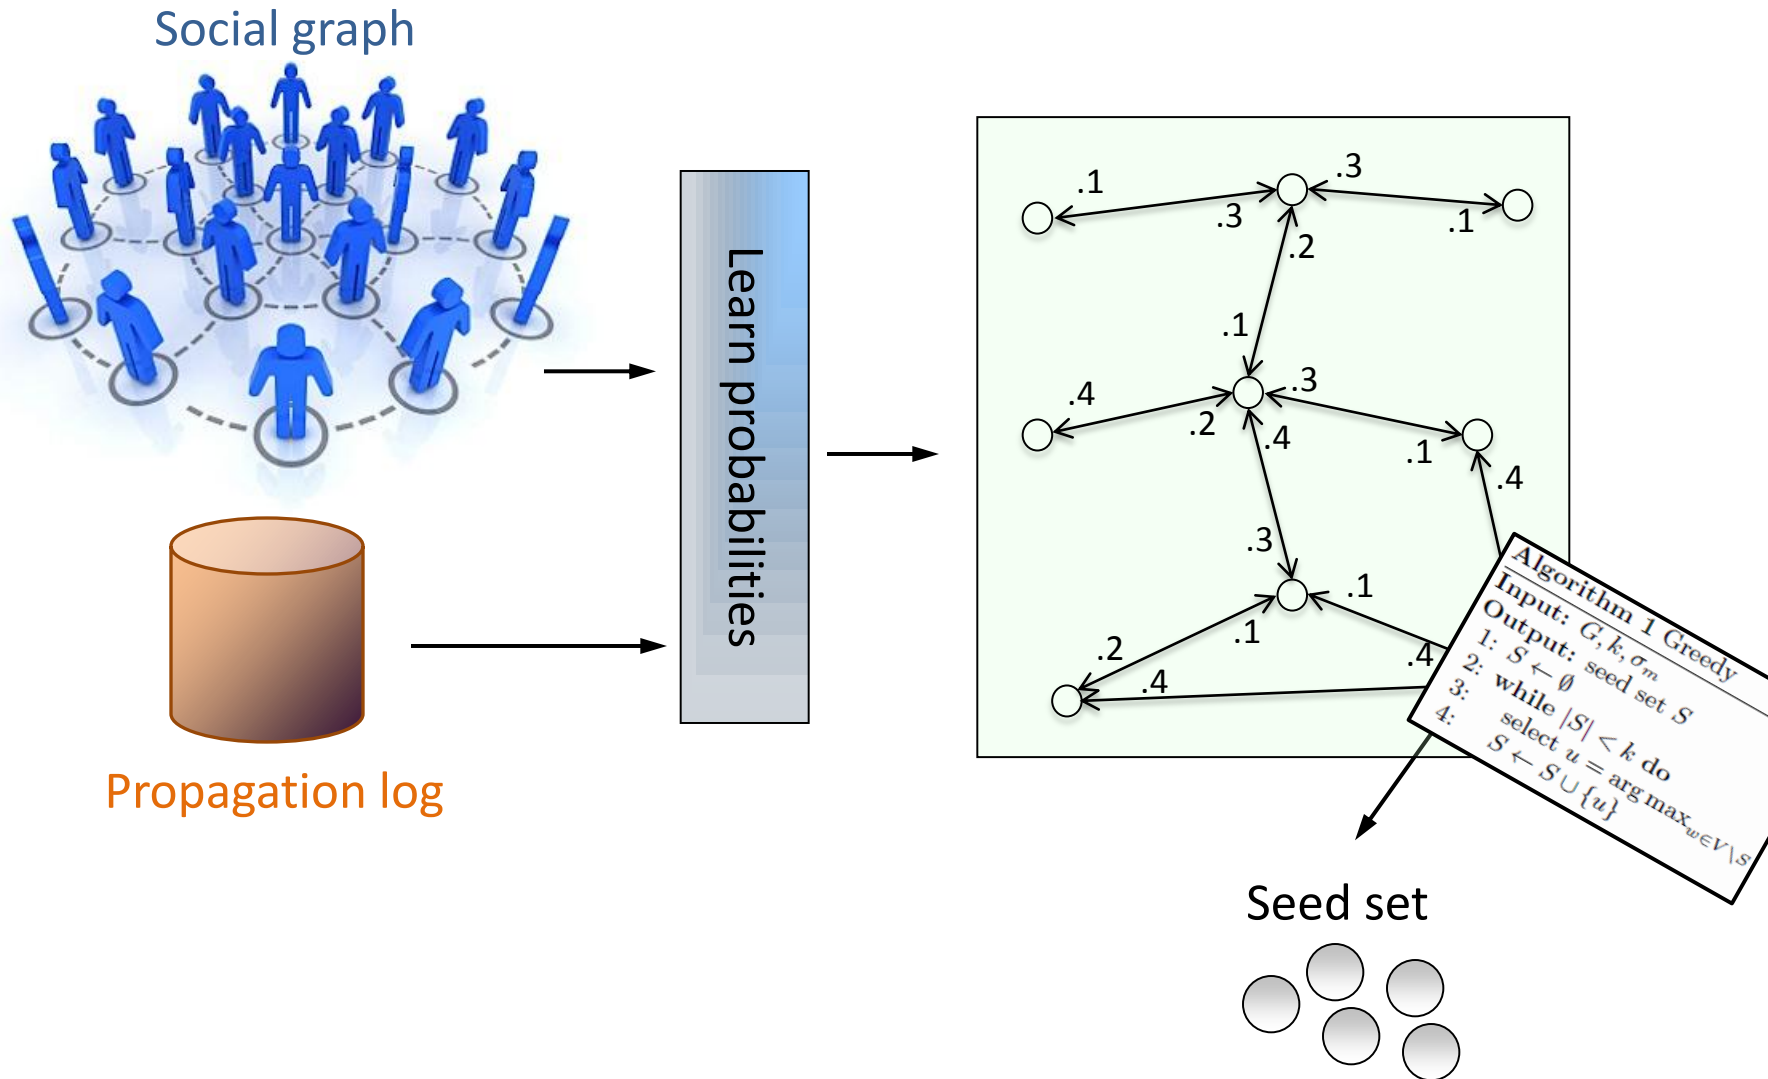 Social graph
Propagation log
Learn probabilities
.1
.3
.3
.1
.2
.1
.4
.2
.3
.1
.4
.4
.3
.1
.2
.1
.4
.4
Algorithm 1 Greedy
Input: G, k, σm
Output: seed set S
1: S ← ∅
2: while |S| < k do
3: select u = arg max w∈V\S
4: S ← S ∪ {u}
Seed set